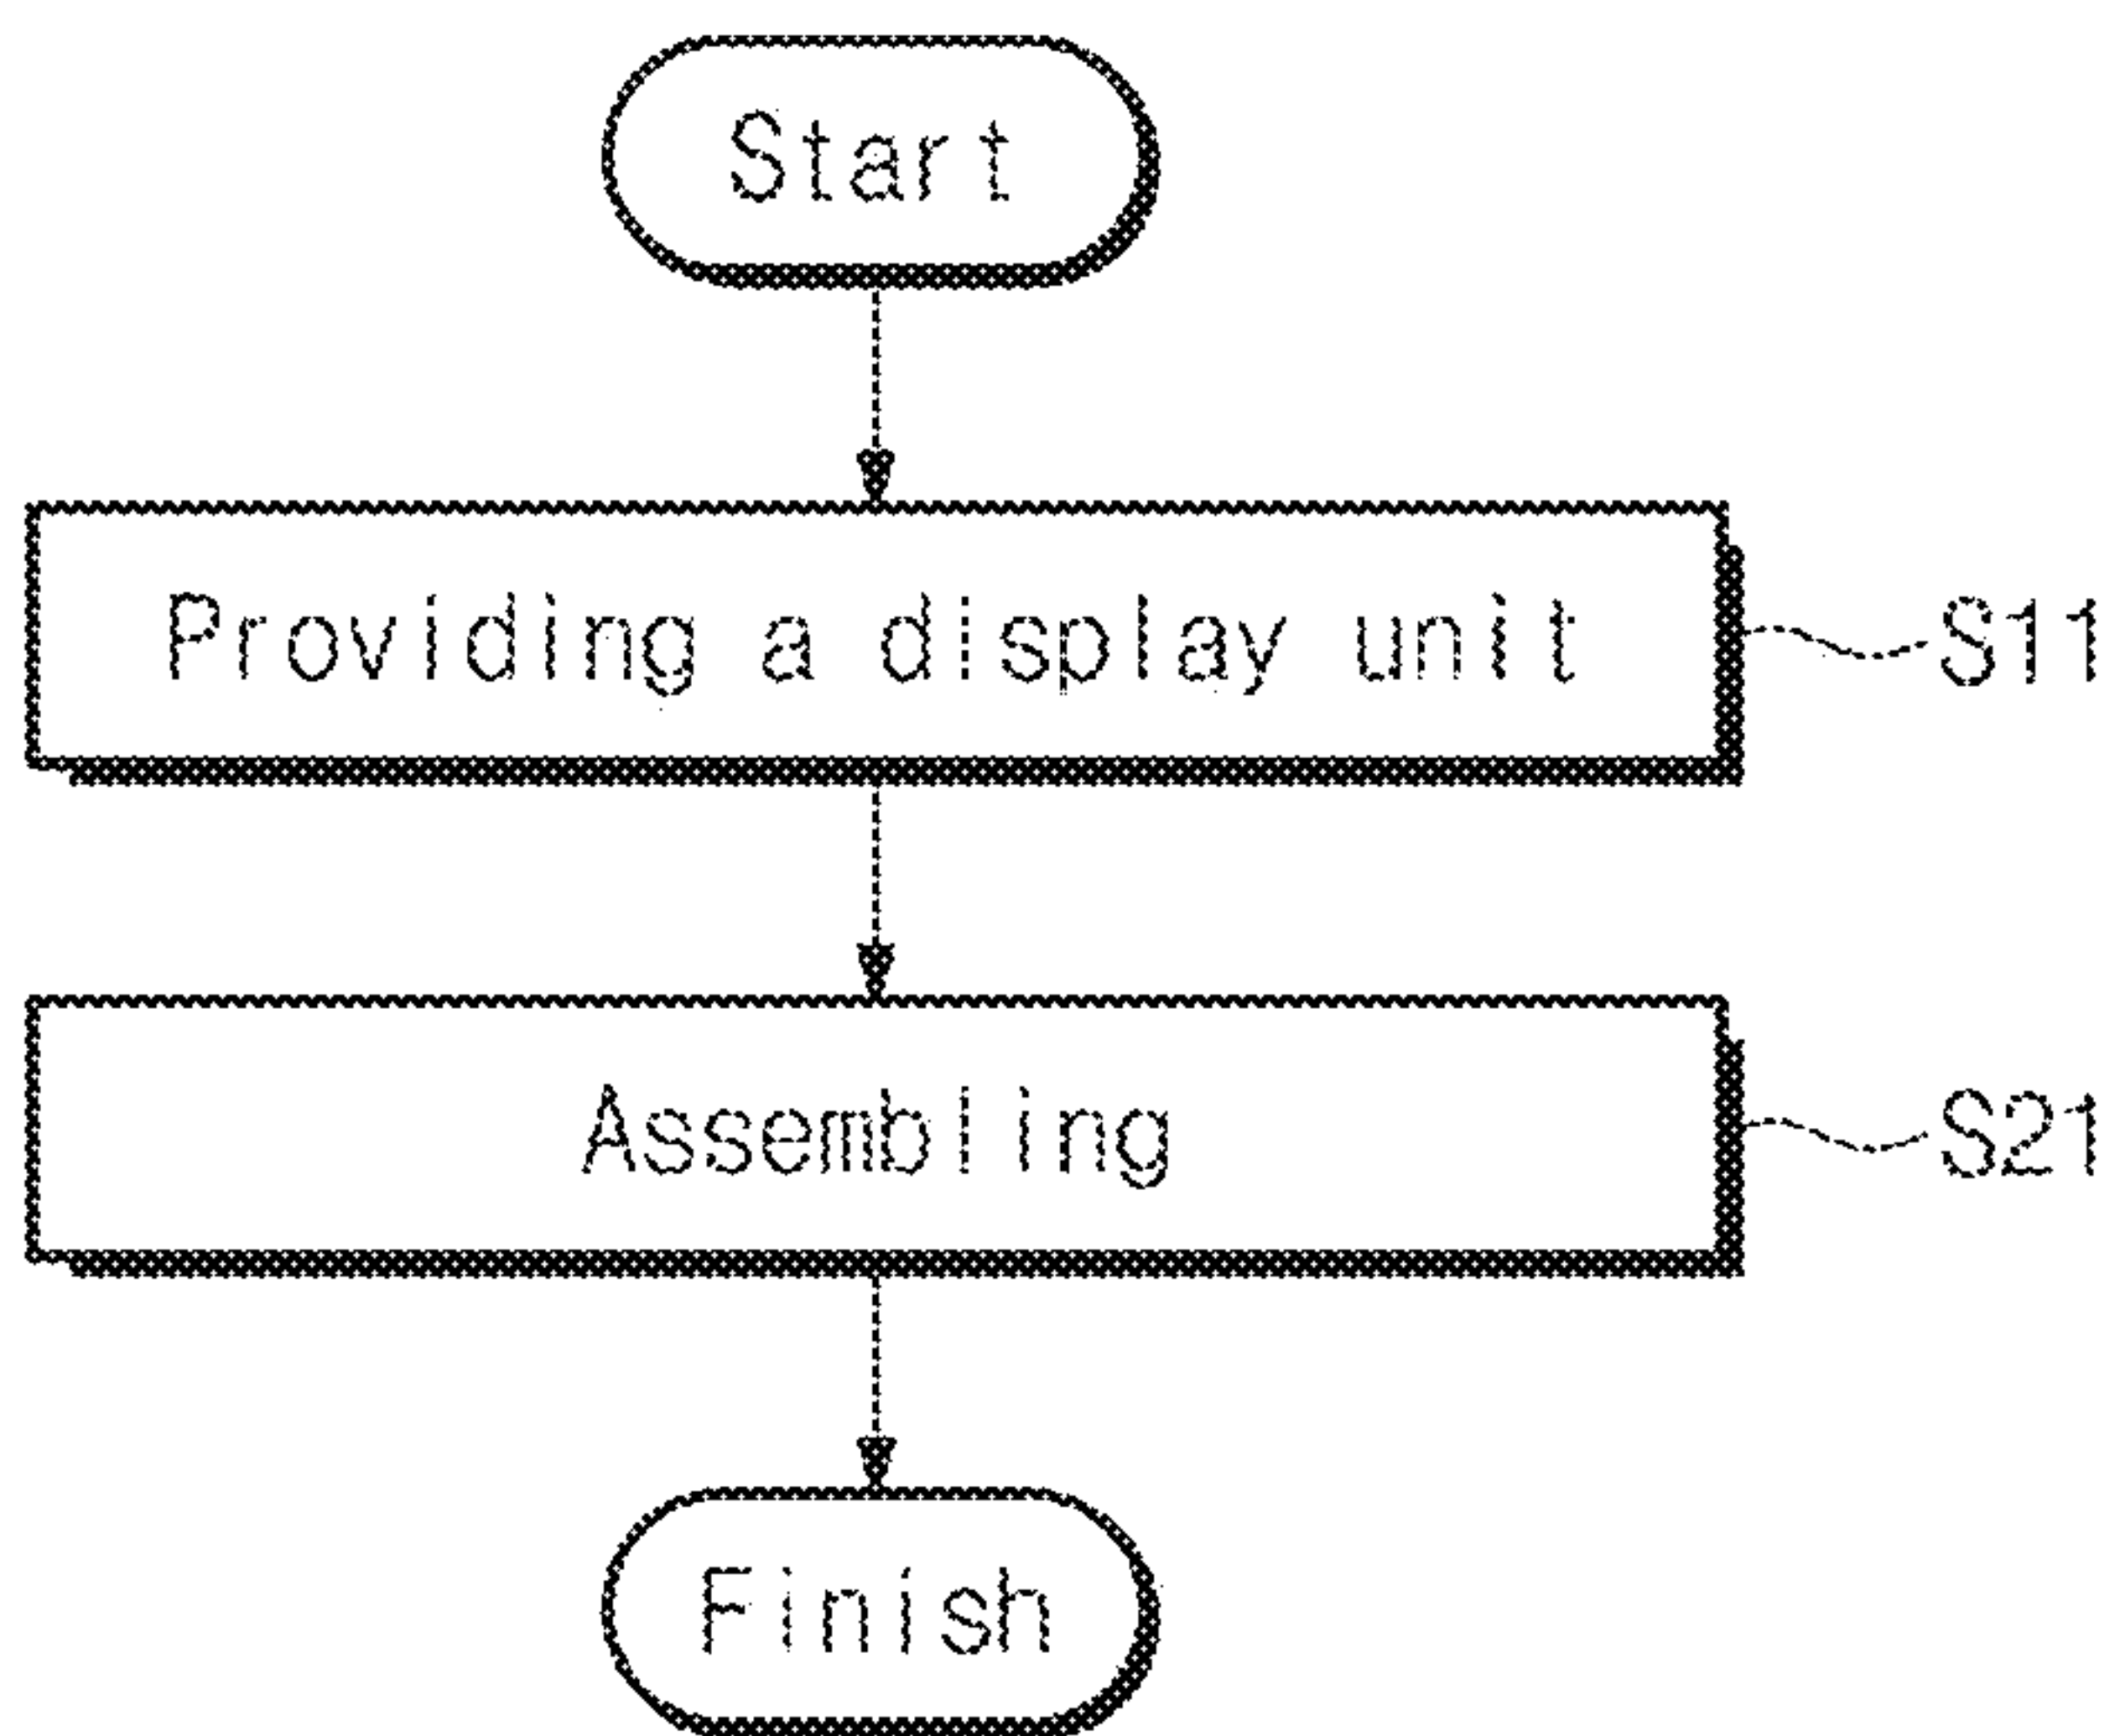 Start
Providing a display unit
S11
Assembling
S21
Finish